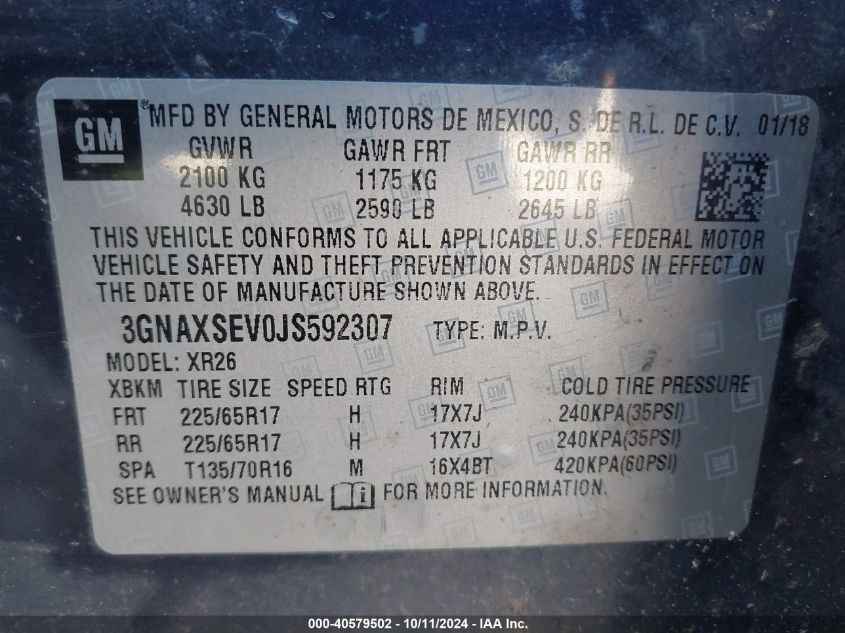 GM ® MFD BY GENERAL MOTORS DE MEXICO, S. DE R.L. DE C.V. 01/18
GVWR GAWR FRT GAWR RR
2100 KG 1175 KG 1200 KG
4630 LB 2590 LB 2645 LB
THIS VEHICLE CONFORMS TO ALL APPLICABLE U.S. FEDERAL MOTOR
VEHICLE SAFETY AND THEFT PREVENTION STANDARDS IN EFFECT ON
THE DATE OF MANUFACTURE SHOWN ABOVE.
3GNAXSEV0JS592307 TYPE: M.P.V.
MODEL: XR26
XBKM TIRE SIZE SPEED RTG RIM COLD TIRE PRESSURE
FRT 225/65R17 H 17X7J 240KPA(35PSI)
RR 225/65R17 H 17X7J 240KPA(35PSI)
SPA T135/70R16 M 16X4BT 420KPA(60PSI)
SEE OWNER'S MANUAL i FOR MORE INFORMATION.
000-40579502 - 10/11/2024 - IAAI.com